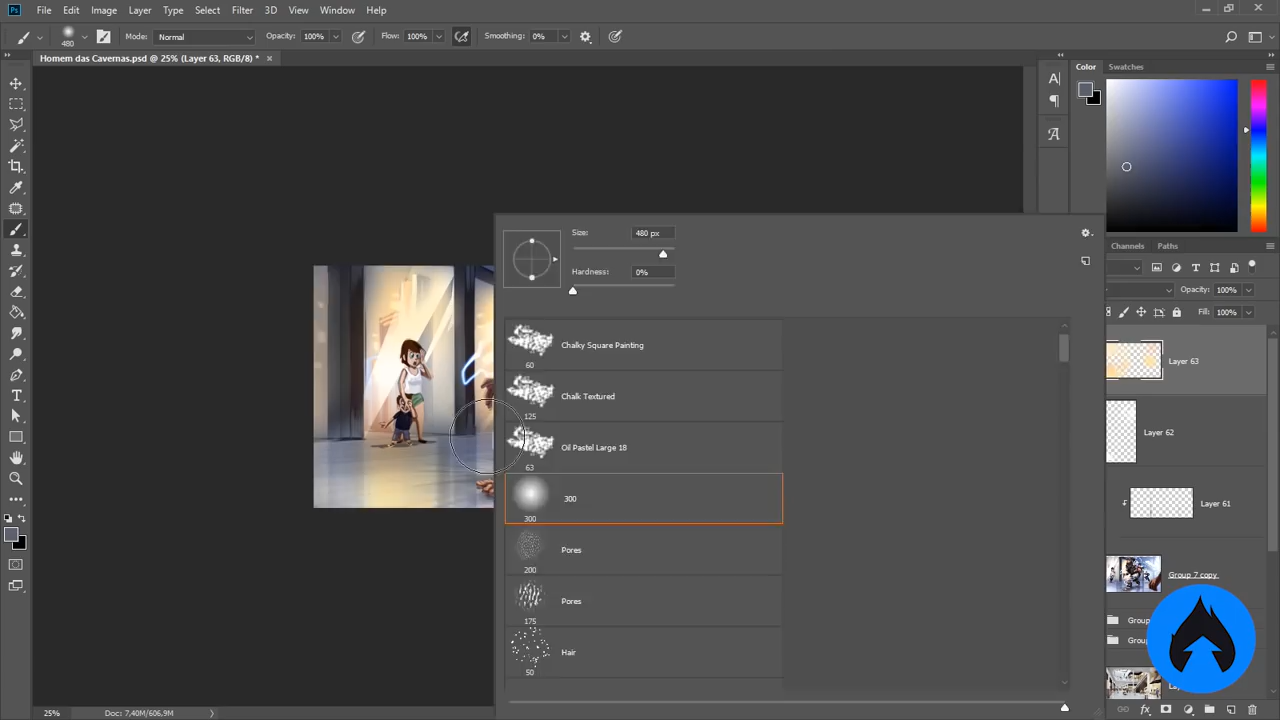 Ps File Edit Image Layer Type Select Filter 3D View Window Help
480 Mode: Normal Opacity: 100% Flow: 100% Smoothing: 0%
Homem das Cavernas.psd @ 25% (Layer 63, RGB/8) * ×
Color Swatches
Size: 480 px
Hardness: 0%
Channels Paths
Opacity: 100%
Fill: 100%
Chalky Square Painting
60
Layer 63
Chalk Textured
125
Layer 62
Oil Pastel Large 18
63
300
300
Layer 61
Pores
200
Group 7 copy
Pores
175
Group
Group
Hair
50
25% Doc: 7,40M/606,9M